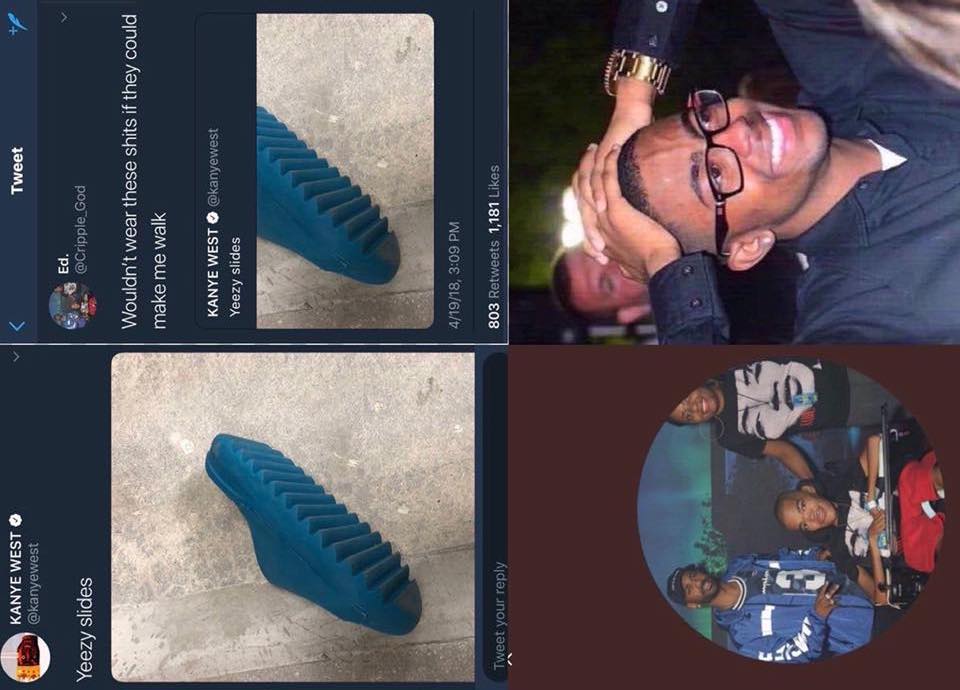 KANYE WEST
@kanyewest
Yeezy slides
Tweet your reply
Tweet
Ed.
@Cripple_God
Wouldn't wear these shits if they could
make me walk
KANYE WEST @kanyewest
Yeezy slides
4/19/18, 3:09 PM
803 Retweets 1,181 Likes
13